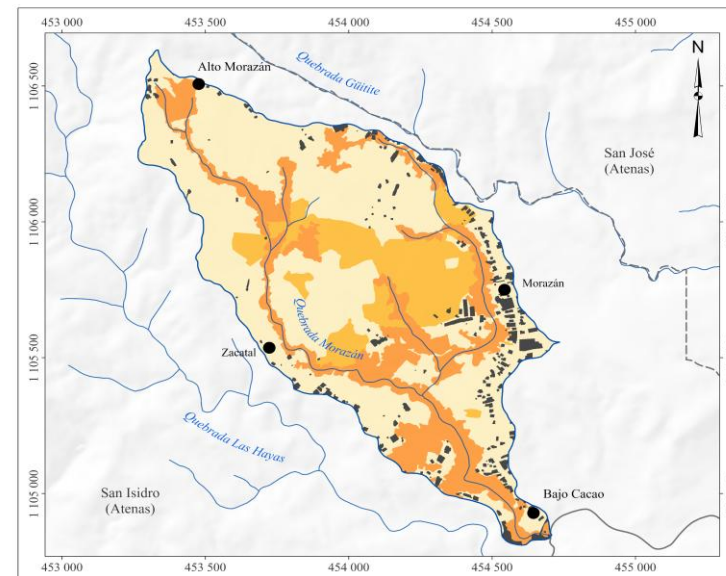 453 000 453 500 454 000 454 500 455 000
N
Alto Morazán
Quebrada Güitite
1 106 500
San José
(Atenas)
1 106 000
Morazán
Quebrada Morazán
Zacatal
1 105 500
Quebrada Las Hayas
Bajo Cacao
San Isidro
(Atenas)
1 105 000
453 000 453 500 454 000 454 500 455 000